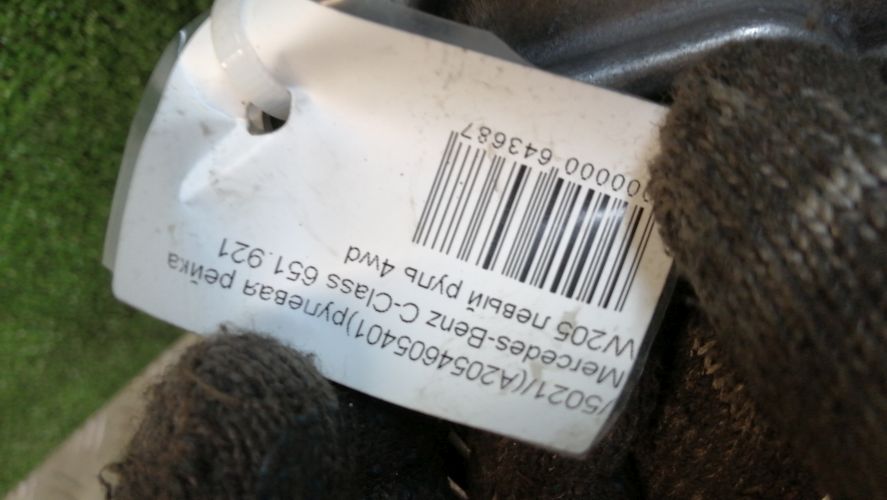 /5021/(A2054605401)рулевая рейка
Mercedes-Benz C-Class 651.921
W205 левый руль 4wd
000000 643687